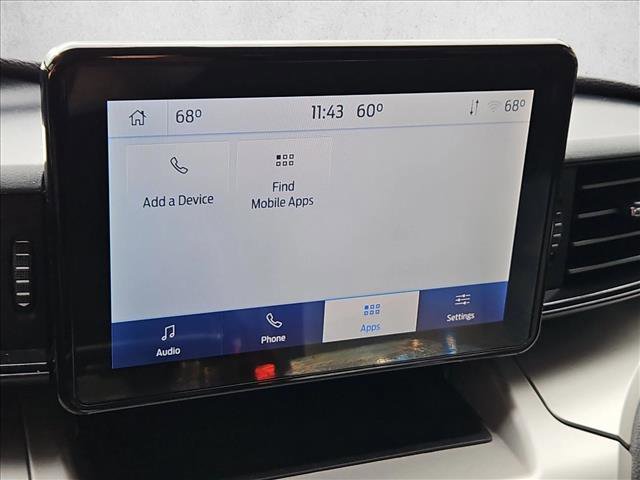 68° 11:43 60° 68°
Add a Device
Find
Mobile Apps
Audio Phone Apps Settings